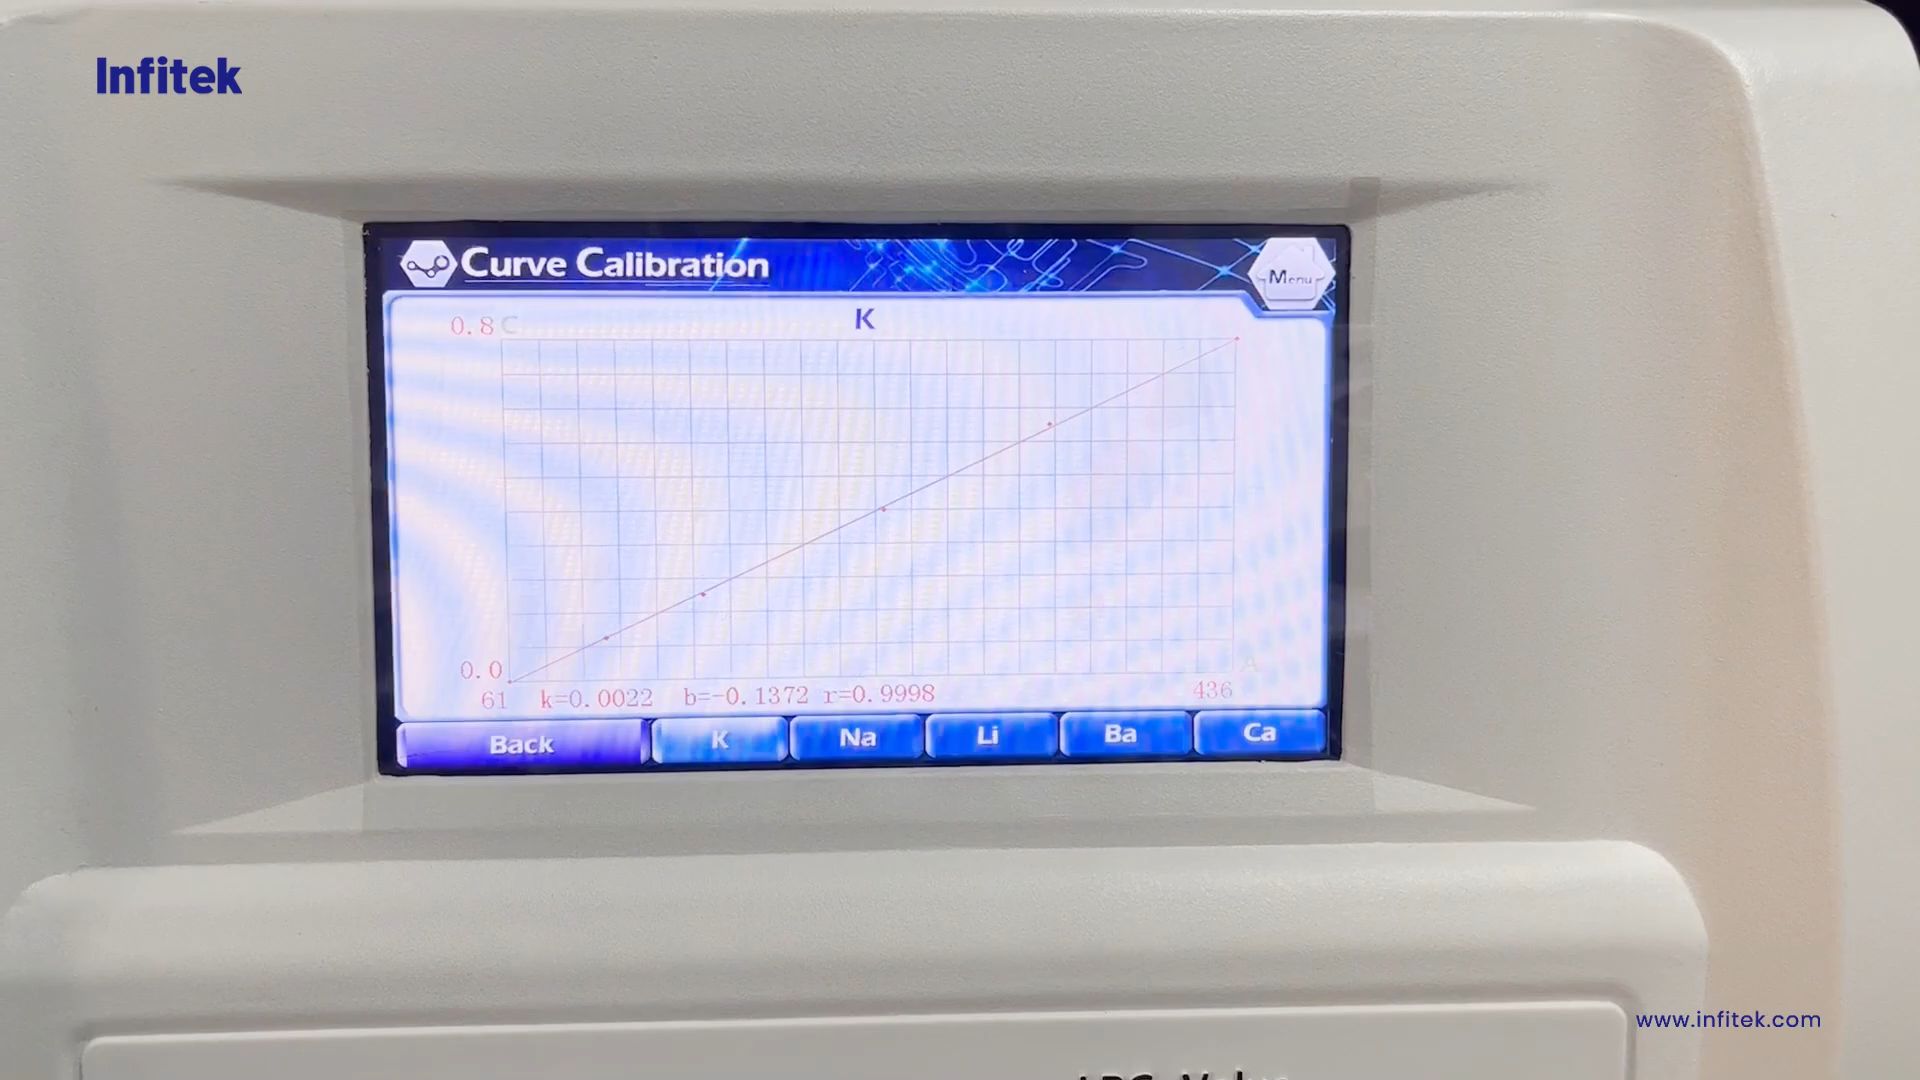 Infitek
Curve Calibration
Menu
K
0.8 C
0.0
A
61 k=0.0022 b=-0.1372 r=0.9998 436
Back K Na Li Ba Ca
www.infitek.com